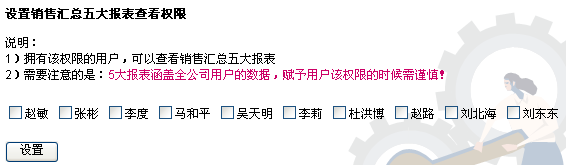 设置销售汇总五大报表查看权限
说明：
1）拥有该权限的用户，可以查看销售汇总五大报表
2）需要注意的是：5大报表涵盖全公司用户的数据，赋予用户该权限的时候需谨慎！
赵敏 张彬 李度 马和平 吴天明 李莉 杜洪博 赵路 刘北海 刘东东
设置